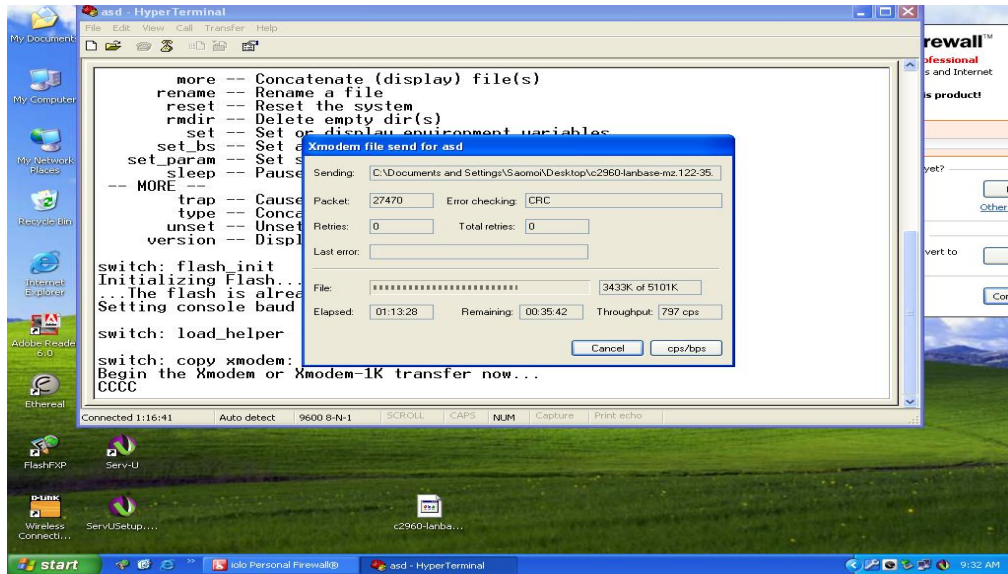 My Documents
My Computer
My Network Places
Recycle Bin
Internet Explorer
Adobe Reade
6.0
Ethereal
FlashFXP
Serv-U
D-Link
Wireless Connecti...
ServUSetup....
c2960-lanba...
asd - HyperTerminal
File Edit View Call Transfer Help
more -- Concatenate (display) file(s)
rename -- Rename a file
reset -- Reset the system
rmdir -- Delete empty dir(s)
set -- Set or display environment variables
set_bs -- Set
set_param -- Set s
sleep -- Pause
-- MORE --
trap -- Cause
type -- Conca
unset -- Unset
version -- Displ
switch: flash_init
Initializing Flash...
...The flash is alrea
Setting console baud
switch: load_helper
switch: copy xmodem:
Begin the Xmodem or Xmodem-1K transfer now...
CCCC
Connected 1:16:41 Auto detect 9600 8-N-1 SCROLL CAPS NUM Capture Print echo
Xmodem file send for asd
Sending: C:\Documents and Settings\Saomoi\Desktop\c2960-lanbase-mz.122-35.
Packet: 27470 Error checking: CRC
Retries: 0 Total retries: 0
Last error:
File: 3433K of 5101K
Elapsed: 01:13:28 Remaining: 00:35:42 Throughput: 797 cps
Cancel cps/bps
rewall™
ofessional
s and Internet
is product!
yet?
Other
vert to
Cor
start iolo Personal Firewall® asd - HyperTerminal 9:32 AM